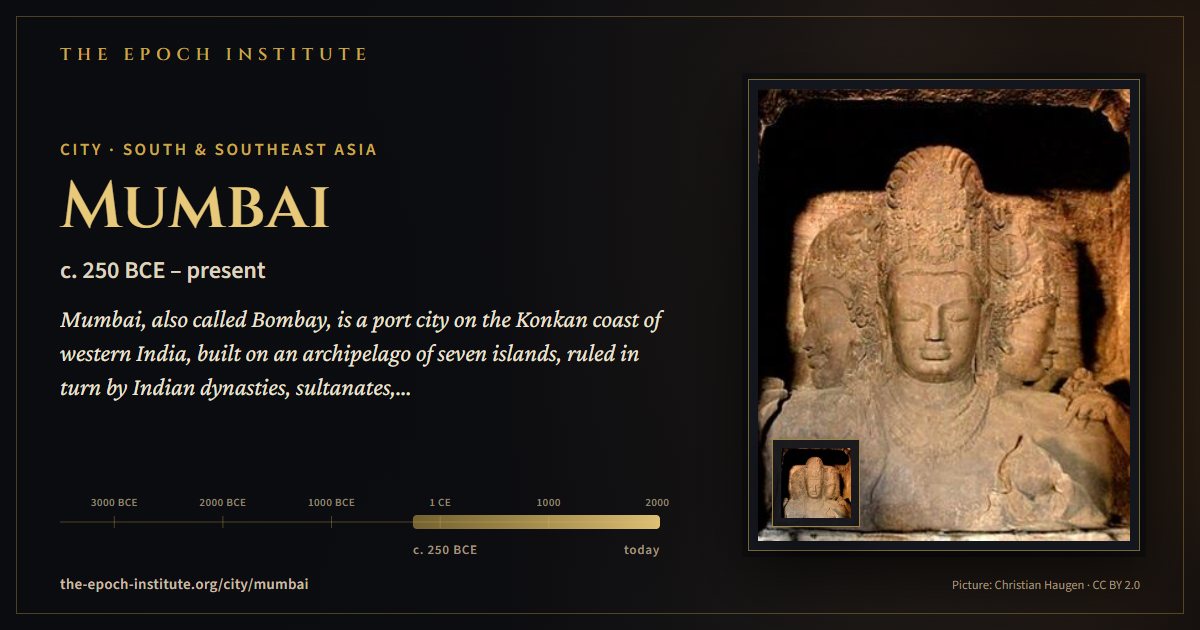 THE EPOCH INSTITUTE
CITY · SOUTH & SOUTHEAST ASIA
MUMBAI
c. 250 BCE – present
Mumbai, also called Bombay, is a port city on the Konkan coast of
western India, built on an archipelago of seven islands, ruled in
turn by Indian dynasties, sultanates,...
3000 BCE 2000 BCE 1000 BCE 1 CE 1000 2000
c. 250 BCE today
the-epoch-institute.org/city/mumbai
Picture: Christian Haugen · CC BY 2.0